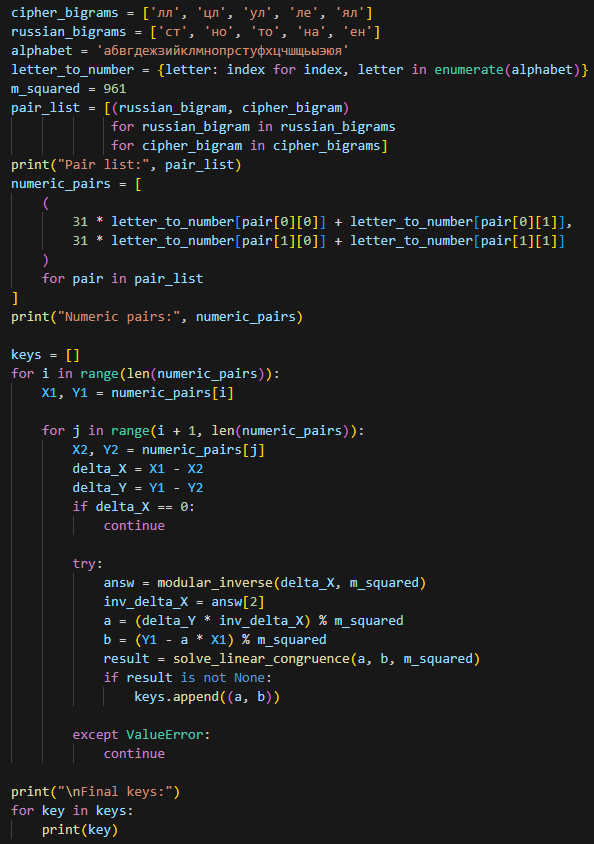 cipher_bigrams = ['лл', 'цл', 'ул', 'ле', 'ял']
russian_bigrams = ['ст', 'но', 'то', 'на', 'ен']
alphabet = 'абвгдежзийклмнопрстуфхцчшщьыэюя'
letter_to_number = {letter: index for index, letter in enumerate(alphabet)}
m_squared = 961
pair_list = [(russian_bigram, cipher_bigram)
for russian_bigram in russian_bigrams
for cipher_bigram in cipher_bigrams]
print("Pair list:", pair_list)
numeric_pairs = [
(
31 * letter_to_number[pair[0][0]] + letter_to_number[pair[0][1]],
31 * letter_to_number[pair[1][0]] + letter_to_number[pair[1][1]]
)
for pair in pair_list
]
print("Numeric pairs:", numeric_pairs)
keys = []
for i in range(len(numeric_pairs)):
X1, Y1 = numeric_pairs[i]
for j in range(i + 1, len(numeric_pairs)):
X2, Y2 = numeric_pairs[j]
delta_X = X1 - X2
delta_Y = Y1 - Y2
if delta_X == 0:
continue
try:
answ = modular_inverse(delta_X, m_squared)
inv_delta_X = answ[2]
a = (delta_Y * inv_delta_X) % m_squared
b = (Y1 - a * X1) % m_squared
result = solve_linear_congruence(a, b, m_squared)
if result is not None:
keys.append((a, b))
except ValueError:
continue
print("\nFinal keys:")
for key in keys:
print(key)